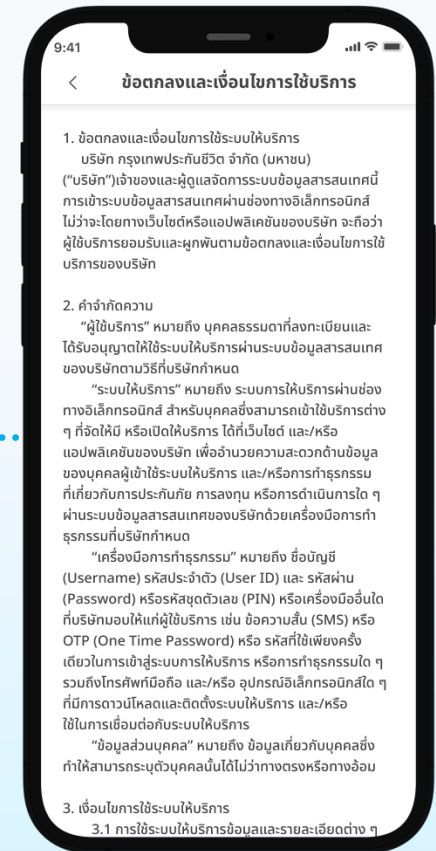 9:41
ข้อตกลงและเงื่อนไขการใช้บริการ
1. ข้อตกลงและเงื่อนไขการใช้ระบบให้บริการ
บริษัท กรุงเทพประกันชีวิต จำกัด (มหาชน)
(“บริษัท”)เจ้าของและผู้ดูแลจัดการระบบข้อมูลสารสนเทศนี้
การเข้าระบบข้อมูลสารสนเทศผ่านช่องทางอิเล็กทรอนิกส์
ไม่ว่าจะโดยทางเว็บไซต์หรือแอปพลิเคชันของบริษัท จะถือว่า
ผู้ใช้บริการยอมรับและผูกพันตามข้อตกลงและเงื่อนไขการใช้
บริการของบริษัท
2. คำจำกัดความ
“ผู้ใช้บริการ” หมายถึง บุคคลธรรมดาที่ลงทะเบียนและ
ได้รับอนุญาตให้ใช้ระบบให้บริการผ่านระบบข้อมูลสารสนเทศ
ของบริษัทตามวิธีที่บริษัทกำหนด
“ระบบให้บริการ” หมายถึง ระบบการให้บริการผ่านช่อง
ทางอิเล็กทรอนิกส์ สำหรับบุคคลซึ่งสามารถเข้าใช้บริการต่าง
ๆ ที่จัดให้มี หรือเปิดให้บริการ ได้ที่เว็บไซต์ และ/หรือ
แอปพลิเคชันของบริษัท เพื่ออำนวยความสะดวกด้านข้อมูล
ของบุคคลผู้เข้าใช้ระบบให้บริการ และ/หรือการทำธุรกรรม
ที่เกี่ยวกับการประกันภัย การลงทุน หรือการดำเนินการใด ๆ
ผ่านระบบข้อมูลสารสนเทศของบริษัทด้วยเครื่องมือการทำ
ธุรกรรมที่บริษัทกำหนด
“เครื่องมือการทำธุรกรรม” หมายถึง ชื่อบัญชี
(Username) รหัสประจำตัว (User ID) และ รหัสผ่าน
(Password) หรือรหัสชุดตัวเลข (PIN) หรือเครื่องมืออื่นใด
ที่บริษัทมอบให้แก่ผู้ใช้บริการ เช่น ข้อความสั้น (SMS) หรือ
OTP (One Time Password) หรือ รหัสที่ใช้เพียงครั้ง
เดียวในการเข้าสู่ระบบการให้บริการ หรือการทำธุรกรรมใด ๆ
รวมถึงโทรศัพท์มือถือ และ/หรือ อุปกรณ์อิเล็กทรอนิกส์ใด ๆ
ที่มีการดาวน์โหลดและติดตั้งระบบให้บริการ และ/หรือ
ใช้ในการเชื่อมต่อกับระบบให้บริการ
“ข้อมูลส่วนบุคคล” หมายถึง ข้อมูลเกี่ยวกับบุคคลซึ่ง
ทำให้สามารถระบุตัวบุคคลนั้นได้ไม่ว่าทางตรงหรือทางอ้อม
3. เงื่อนไขการใช้ระบบให้บริการ
3.1 การใช้ระบบให้บริการข้อมูลและรายละเอียดต่าง ๆ